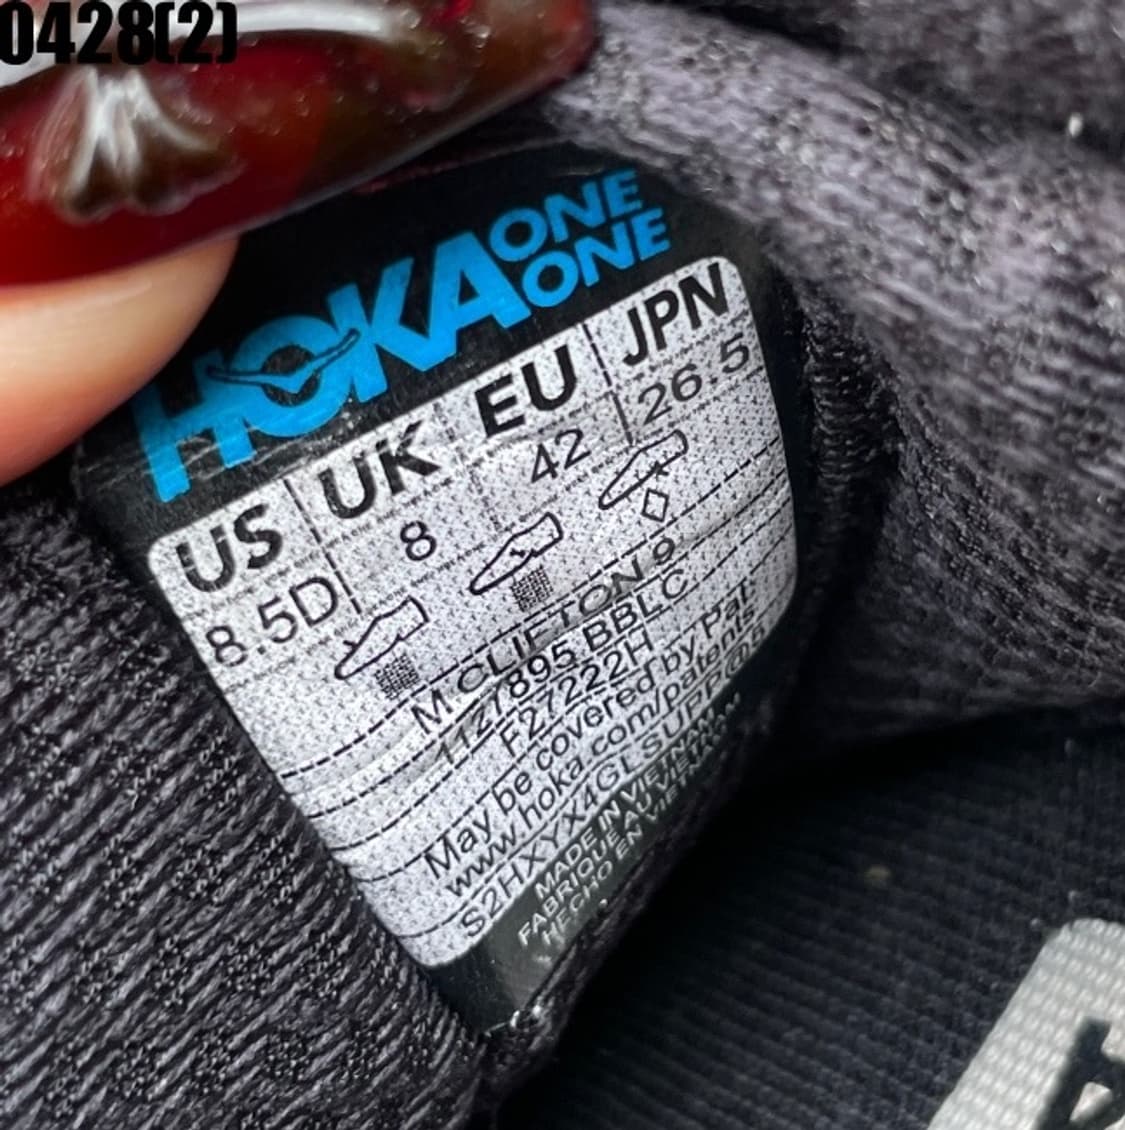 0428(2)
HOKA ONE ONE
US UK EU JPN
8.5D 8 42 26.5
M CLIFTON 9
1127895 BBLC
F27222H
May be covered by Pat.
www.hoka.com/patents
MADE IN VIETNAM
FABRIQUE AU VIETNAM
HECHO EN VIETNAM